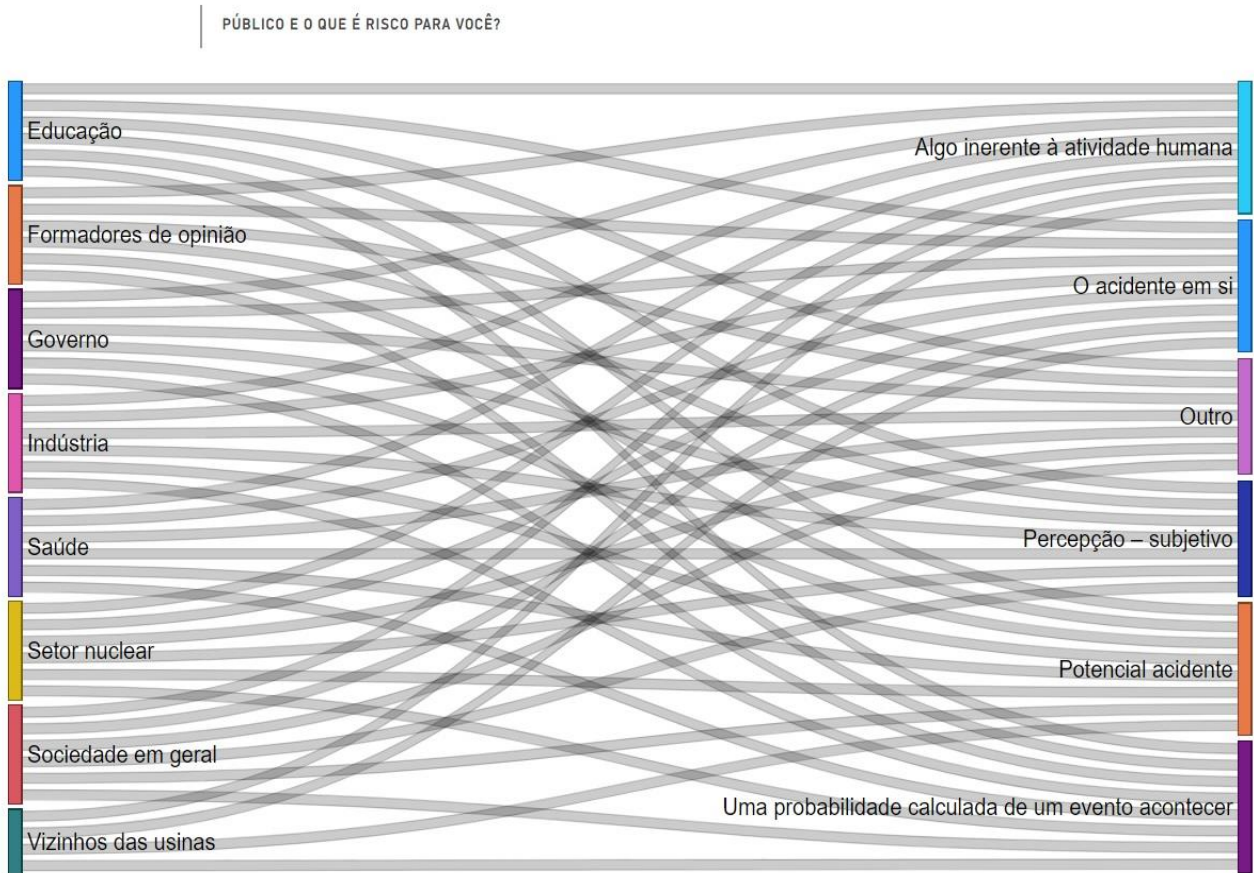 PÚBLICO E O QUE É RISCO PARA VOCÊ?
Educação
Formadores de opinião
Governo
Indústria
Saúde
Setor nuclear
Sociedade em geral
Vizinhos das usinas
Algo inerente à atividade humana
O acidente em si
Outro
Percepção – subjetivo
Potencial acidente
Uma probabilidade calculada de um evento acontecer